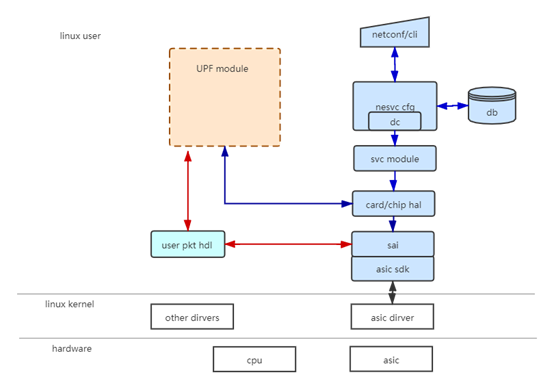 linux user
netconf/cli
UPF module
nesvc cfg
dc
db
svc module
card/chip hal
user pkt hdl
sai
asic sdk
linux kernel
other dirvers
asic dirver
hardware
cpu
asic